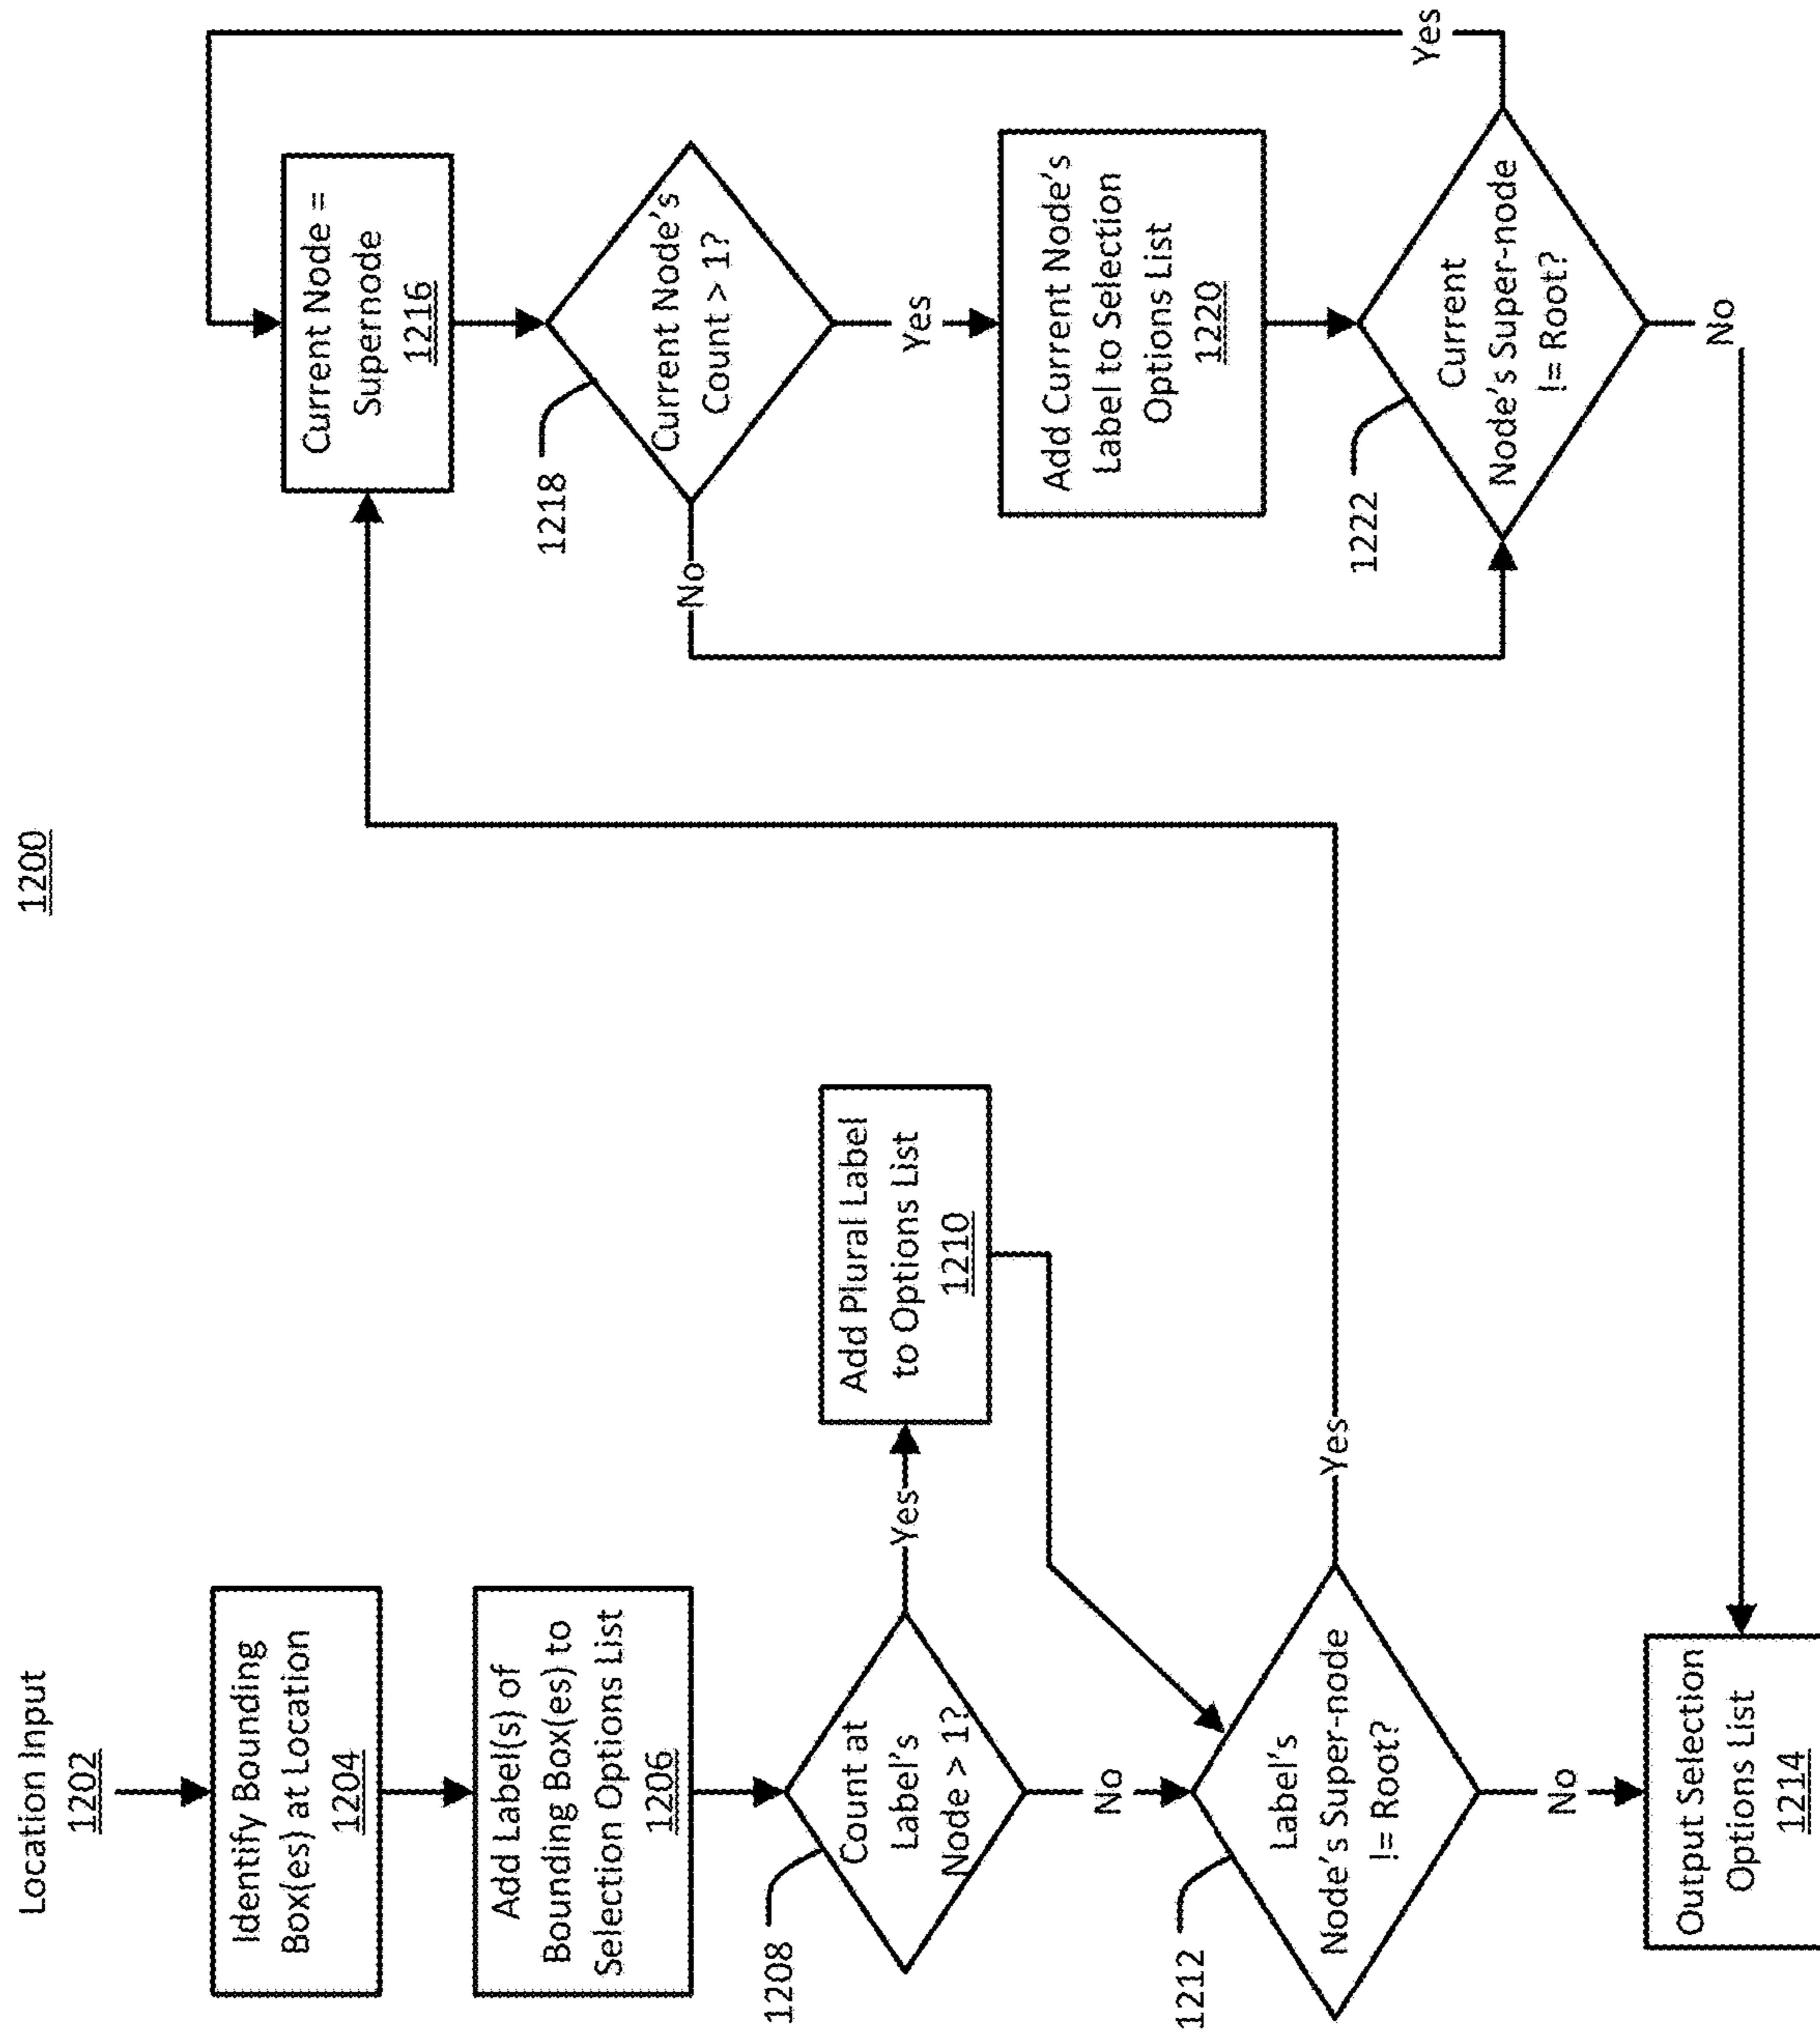 1200
Location Input
1202
Identify Bounding
Box(es) at Location
1204
Add Label(s) of
Bounding Box(es) to
Selection Options List
1206
1208
Count at
Label's
Node > 1?
Yes
Add Plural Label
to Options List
1210
No
1212
Label's
Node's Super-node
!= Root?
Yes
No
Output Selection
Options List
1214
Current Node =
Supernode
1216
1218
Current Node's
Count > 1?
No
Yes
Add Current Node's
Label to Selection
Options List
1220
1222
Current
Node's Super-node
!= Root?
Yes
No